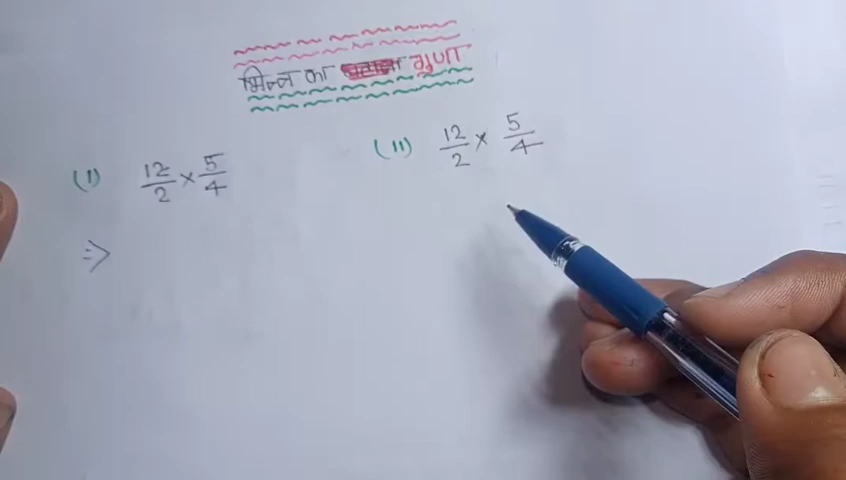 भिन्न का गुणा
(I) 12/2 × 5/4
(II) 12/2 × 5/4
⇒